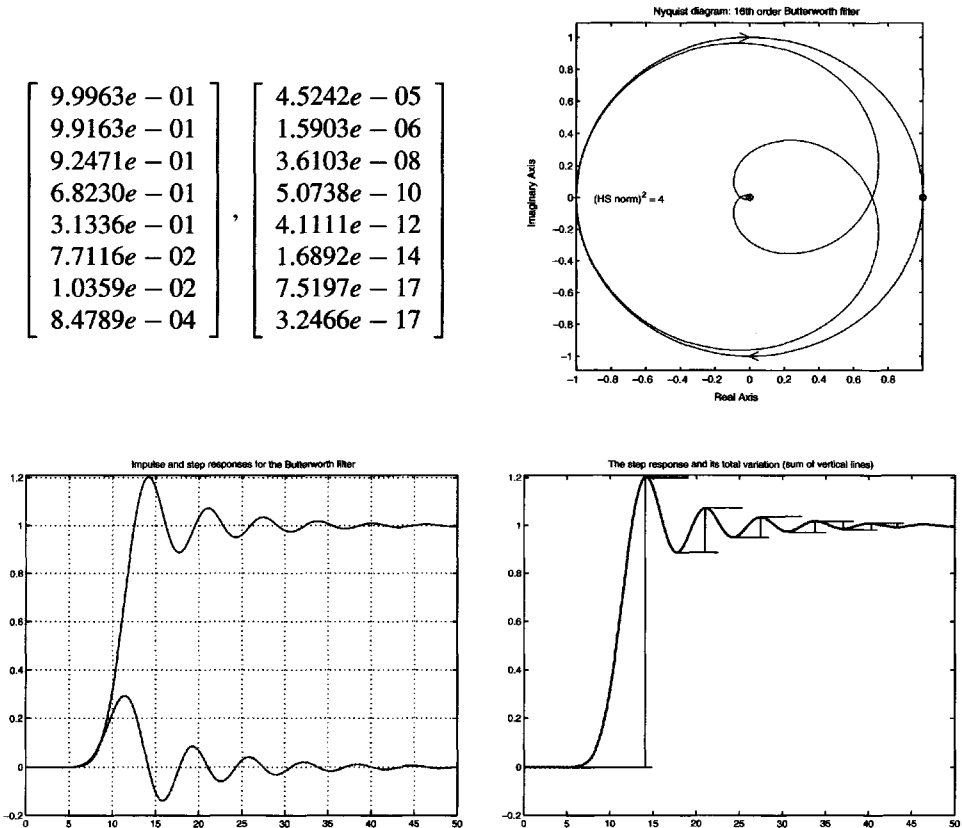 9.9963e − 01
9.9163e − 01
9.2471e − 01
6.8230e − 01
3.1336e − 01
7.7116e − 02
1.0359e − 02
8.4789e − 04
,
4.5242e − 05
1.5903e − 06
3.6103e − 08
5.0738e − 10
4.1111e − 12
1.6892e − 14
7.5197e − 17
3.2466e − 17
Nyquist diagram: 16th order Butterworth filter
1
0.8
0.6
0.4
0.2
0
−0.2
−0.4
−0.6
−0.8
−1
Imaginary Axis
(HS norm)² = 4
−1 −0.8 −0.6 −0.4 −0.2 0 0.2 0.4 0.6 0.8
Real Axis
Impulse and step responses for the Butterworth filter
1.2
1
0.8
0.6
0.4
0.2
0
−0.2
0 5 10 15 20 25 30 35 40 45 50
The step response and its total variation (sum of vertical lines)
1.2
1
0.8
0.6
0.4
0.2
0
−0.2
0 5 10 15 20 25 30 35 40 45 50